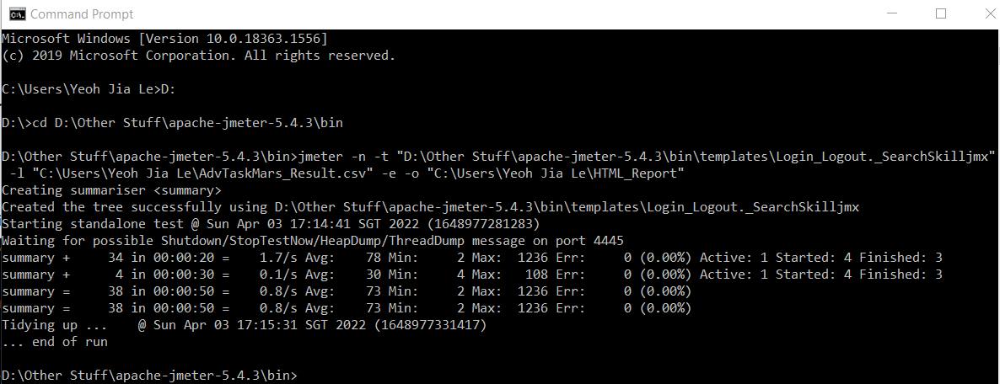 Command Prompt
Microsoft Windows [Version 10.0.18363.1556]
(c) 2019 Microsoft Corporation. All rights reserved.
C:\Users\Yeoh Jia Le>D:
D:\>cd D:\Other Stuff\apache-jmeter-5.4.3\bin
D:\Other Stuff\apache-jmeter-5.4.3\bin>jmeter -n -t "D:\Other Stuff\apache-jmeter-5.4.3\bin\templates\Login_Logout._SearchSkilljmx"
-l "C:\Users\Yeoh Jia Le\AdvTaskMars_Result.csv" -e -o "C:\Users\Yeoh Jia Le\HTML_Report"
Creating summariser <summary>
Created the tree successfully using D:\Other Stuff\apache-jmeter-5.4.3\bin\templates\Login_Logout._SearchSkilljmx
Starting standalone test @ Sun Apr 03 17:14:41 SGT 2022 (1648977281283)
Waiting for possible Shutdown/StopTestNow/HeapDump/ThreadDump message on port 4445
summary +     34 in 00:00:20 =    1.7/s Avg:    78 Min:     2 Max:  1236 Err:     0 (0.00%) Active: 1 Started: 4 Finished: 3
summary +      4 in 00:00:30 =    0.1/s Avg:    30 Min:     4 Max:   108 Err:     0 (0.00%) Active: 1 Started: 4 Finished: 3
summary =     38 in 00:00:50 =    0.8/s Avg:    73 Min:     2 Max:  1236 Err:     0 (0.00%)
summary =     38 in 00:00:50 =    0.8/s Avg:    73 Min:     2 Max:  1236 Err:     0 (0.00%)
Tidying up ...    @ Sun Apr 03 17:15:31 SGT 2022 (1648977331417)
... end of run
D:\Other Stuff\apache-jmeter-5.4.3\bin>